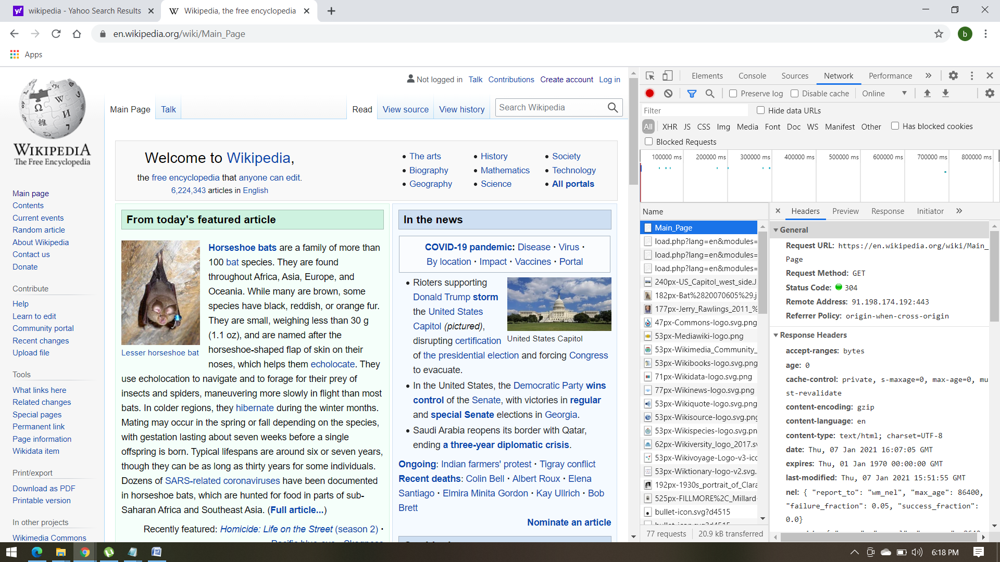 wikipedia - Yahoo Search Results
Wikipedia, the free encyclopedia
en.wikipedia.org/wiki/Main_Page
b
Apps
WIKIPEDIA
The Free Encyclopedia
Main page
Contents
Current events
Random article
About Wikipedia
Contact us
Donate
Contribute
Help
Learn to edit
Community portal
Recent changes
Upload file
Tools
What links here
Related changes
Special pages
Permanent link
Page information
Wikidata item
Print/export
Download as PDF
Printable version
In other projects
Wikimedia Commons
Not logged in Talk Contributions Create account Log in
Main Page Talk
Read View source View history Search Wikipedia
Welcome to Wikipedia,
the free encyclopedia that anyone can edit.
6,224,343 articles in English
The arts
Biography
Geography
History
Mathematics
Science
Society
Technology
All portals
From today's featured article
Horseshoe bats are a family of more than
100 bat species. They are found
throughout Africa, Asia, Europe, and
Oceania. While many are brown, some
species have black, reddish, or orange fur.
They are small, weighing less than 30 g
(1.1 oz), and are named after the
horseshoe-shaped flap of skin on their
noses, which helps them echolocate. They
Lesser horseshoe bat
use echolocation to navigate and to forage for their prey of
insects and spiders, maneuvering more slowly in flight than most
bats. In colder regions, they hibernate during the winter months.
Mating may occur in the spring or fall depending on the species,
with gestation lasting about seven weeks before a single
offspring is born. Typical lifespans are around six or seven years,
though they can be as long as thirty years for some individuals.
Dozens of SARS-related coronaviruses have been documented
in horseshoe bats, which are hunted for food in parts of sub-
Saharan Africa and Southeast Asia. (Full article...)
Recently featured: Homicide: Life on the Street (season 2) ·
In the news
COVID-19 pandemic: Disease · Virus ·
By location · Impact · Vaccines · Portal
Rioters supporting
Donald Trump storm
the United States
Capitol (pictured),
disrupting certification
United States Capitol
of the presidential election and forcing Congress
to evacuate.
In the United States, the Democratic Party wins
control of the Senate, with victories in regular
and special Senate elections in Georgia.
Saudi Arabia reopens its border with Qatar,
ending a three-year diplomatic crisis.
Ongoing: Indian farmers' protest · Tigray conflict
Recent deaths: Colin Bell · Albert Roux · Elena
Santiago · Elmira Minita Gordon · Kay Ullrich · Bob
Brett
Nominate an article
Elements Console Sources Network Performance »
Preserve log Disable cache Online
Filter Hide data URLs
All XHR JS CSS Img Media Font Doc WS Manifest Other Has blocked cookies
Blocked Requests
100000 ms 200000 ms 300000 ms 400000 ms 500000 ms 600000 ms 700000 ms 800000 ms
Name
Main_Page
load.php?lang=en&modules=
load.php?lang=en&modules=
load.php?lang=en&modules=
240px-US_Capitol_west_side.J
182px-Bat%2820070605%29.j
177px-Jerry_Rawlings_2011_%
47px-Commons-logo.svg.png
53px-Mediawiki-logo.png
53px-Wikimedia_Community_
53px-Wikibooks-logo.svg.png
71px-Wikidata-logo.svg.png
77px-Wikinews-logo.svg.png
53px-Wikiquote-logo.svg.png
53px-Wikisource-logo.svg.png
53px-Wikispecies-logo.svg.pn
62px-Wikiversity_logo_2017.sv
53px-Wikivoyage-Logo-v3-ico
53px-Wiktionary-logo-v2.svg.
192px-1930s_portrait_of_Clara
525px-FILLMORE%2C_Millard-
bullet-icon.svg?d4515
77 requests 20.9 kB transferred
Headers Preview Response Initiator »
General
Request URL: https://en.wikipedia.org/wiki/Main_
Page
Request Method: GET
Status Code: 304
Remote Address: 91.198.174.192:443
Referrer Policy: origin-when-cross-origin
Response Headers
accept-ranges: bytes
age: 0
cache-control: private, s-maxage=0, max-age=0, mu
st-revalidate
content-encoding: gzip
content-language: en
content-type: text/html; charset=UTF-8
date: Thu, 07 Jan 2021 16:07:05 GMT
expires: Thu, 01 Jan 1970 00:00:00 GMT
last-modified: Thu, 07 Jan 2021 15:51:55 GMT
nel: { "report_to": "wm_nel", "max_age": 86400,
"failure_fraction": 0.05, "success_fraction":
0.0}
6:18 PM